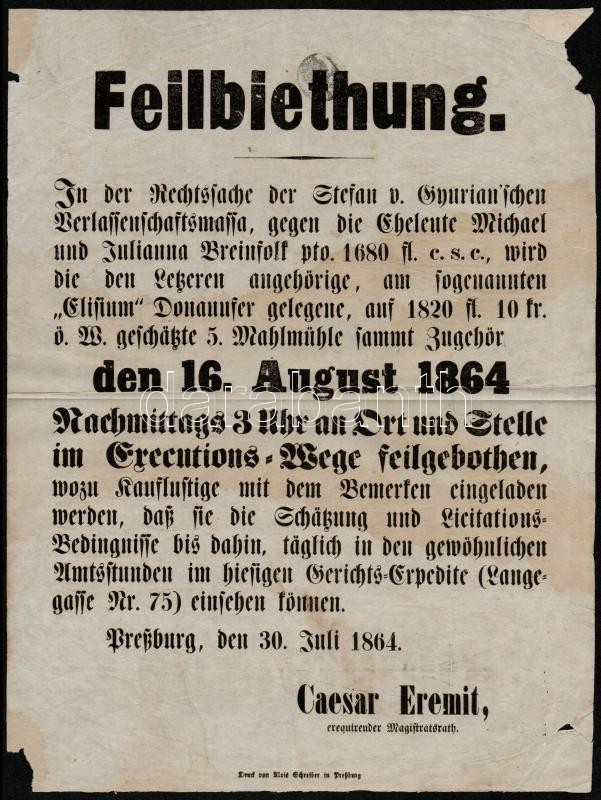 Feilbiethung.
In der Rechtssache der Stefan v. Gyurian'schen
Verlassenschaftsmassa, gegen die Eheleute Michael
und Julianna Breinfolk pto. 1680 fl. c. s. c., wird
die den Letzeren angehörige, am sogenannten
„Elisium“ Donauufer gelegene, auf 1820 fl. 10 kr.
ö. W. geschätzte 5. Mahlmühle sammt Zugehör
den 16. August 1864
Nachmittags 3 Uhr an Ort und Stelle
im Executions-Wege feilgebothen,
wozu Kauflustige mit dem Bemerken eingeladen
werden, daß sie die Schätzung und Licitations-
Bedingnisse bis dahin, täglich in den gewöhnlichen
Amtsstunden im hiesigen Gerichts-Expedite (Lange-
gasse Nr. 75) einsehen können.
Preßburg, den 30. Juli 1864.
Caesar Eremit,
exequirender Magistratsrath.
Druck von Alois Schreiber in Preßburg
darabanth